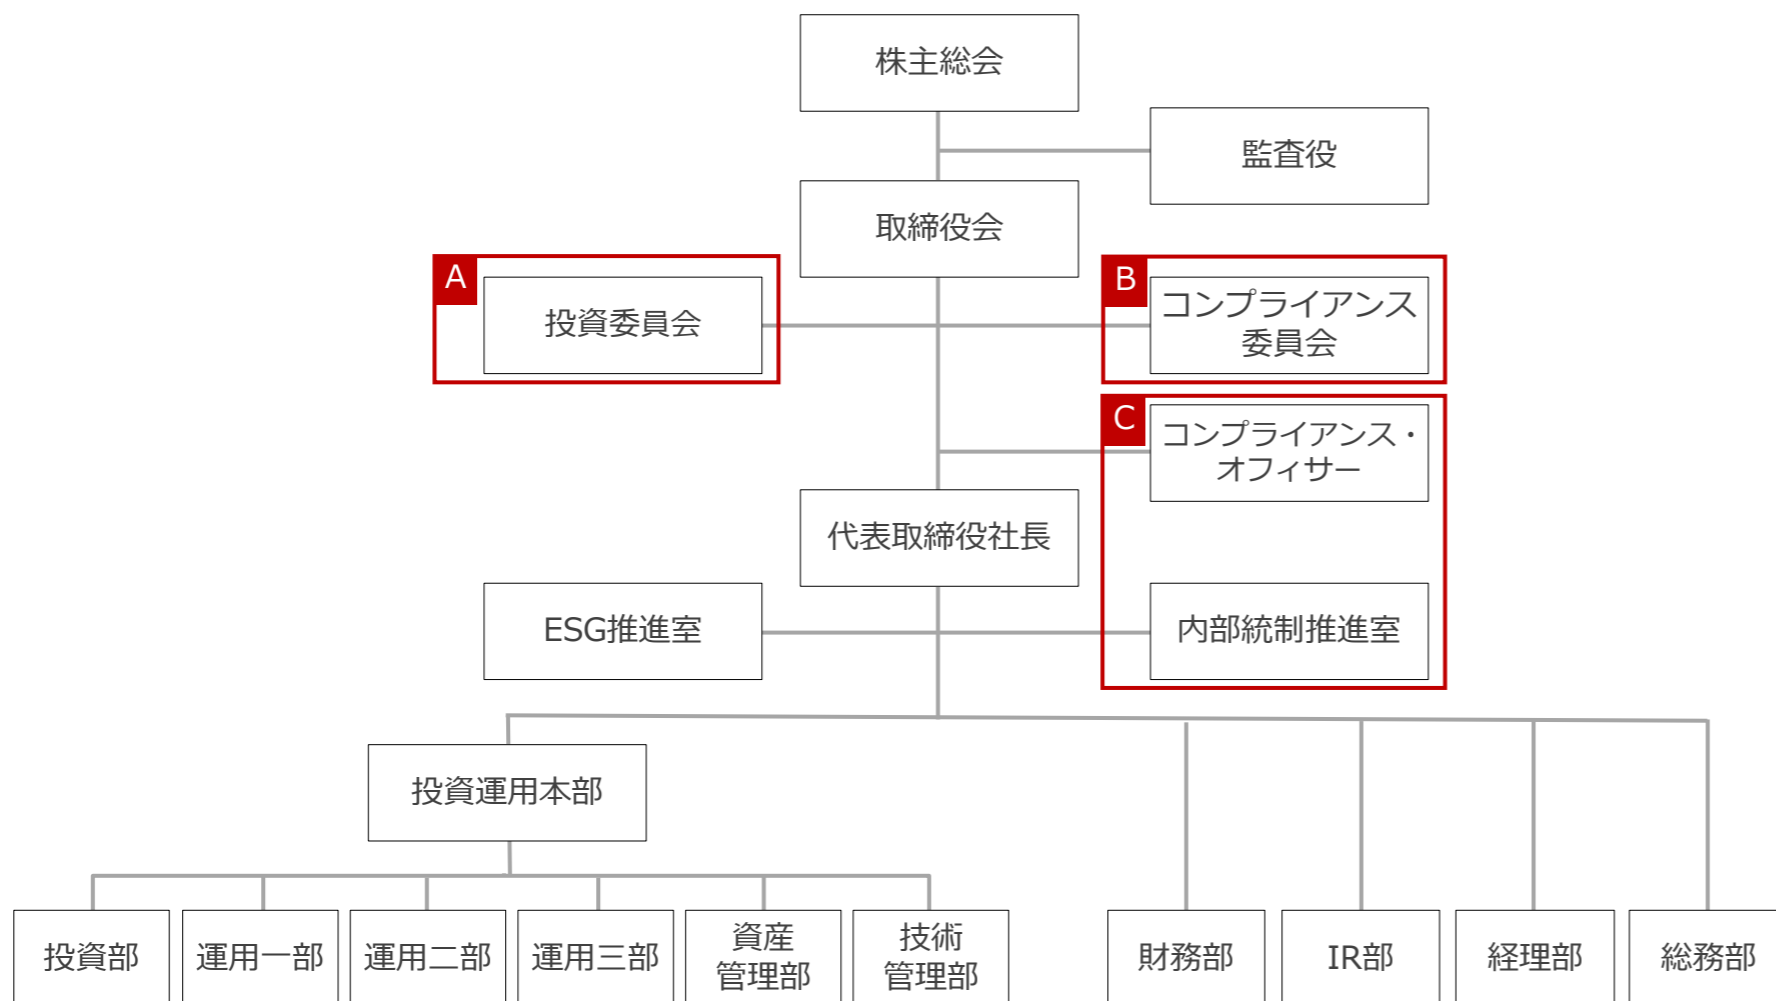 株主総会
監査役
取締役会
A
投資委員会
B
コンプライアンス
委員会
C
コンプライアンス・
オフィサー
代表取締役社長
ESG推進室
内部統制推進室
投資運用本部
投資部
運用一部
運用二部
運用三部
資産
管理部
技術
管理部
財務部
IR部
経理部
総務部